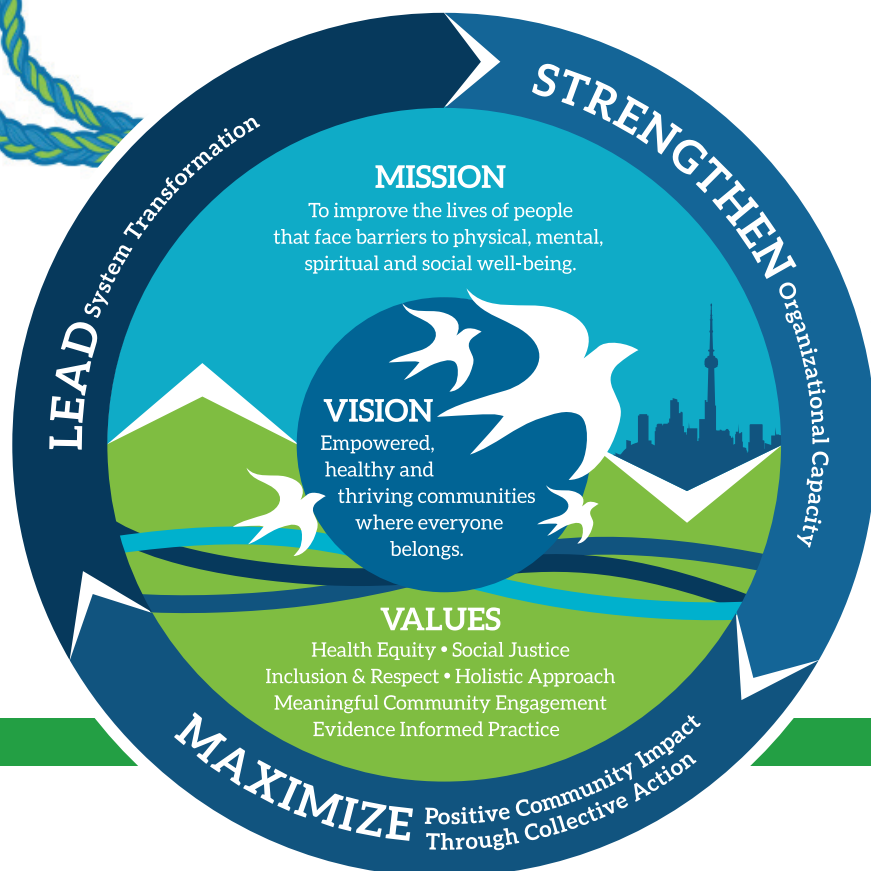 LEAD System Transformation
STRENGTHEN Organizational Capacity
MISSION
To improve the lives of people
that face barriers to physical, mental,
spiritual and social well-being.
VISION
Empowered,
healthy and
thriving communities
where everyone
belongs.
VALUES
Health Equity • Social Justice
Inclusion & Respect • Holistic Approach
Meaningful Community Engagement
Evidence Informed Practice
MAXIMIZE Positive Community Impact
Through Collective Action